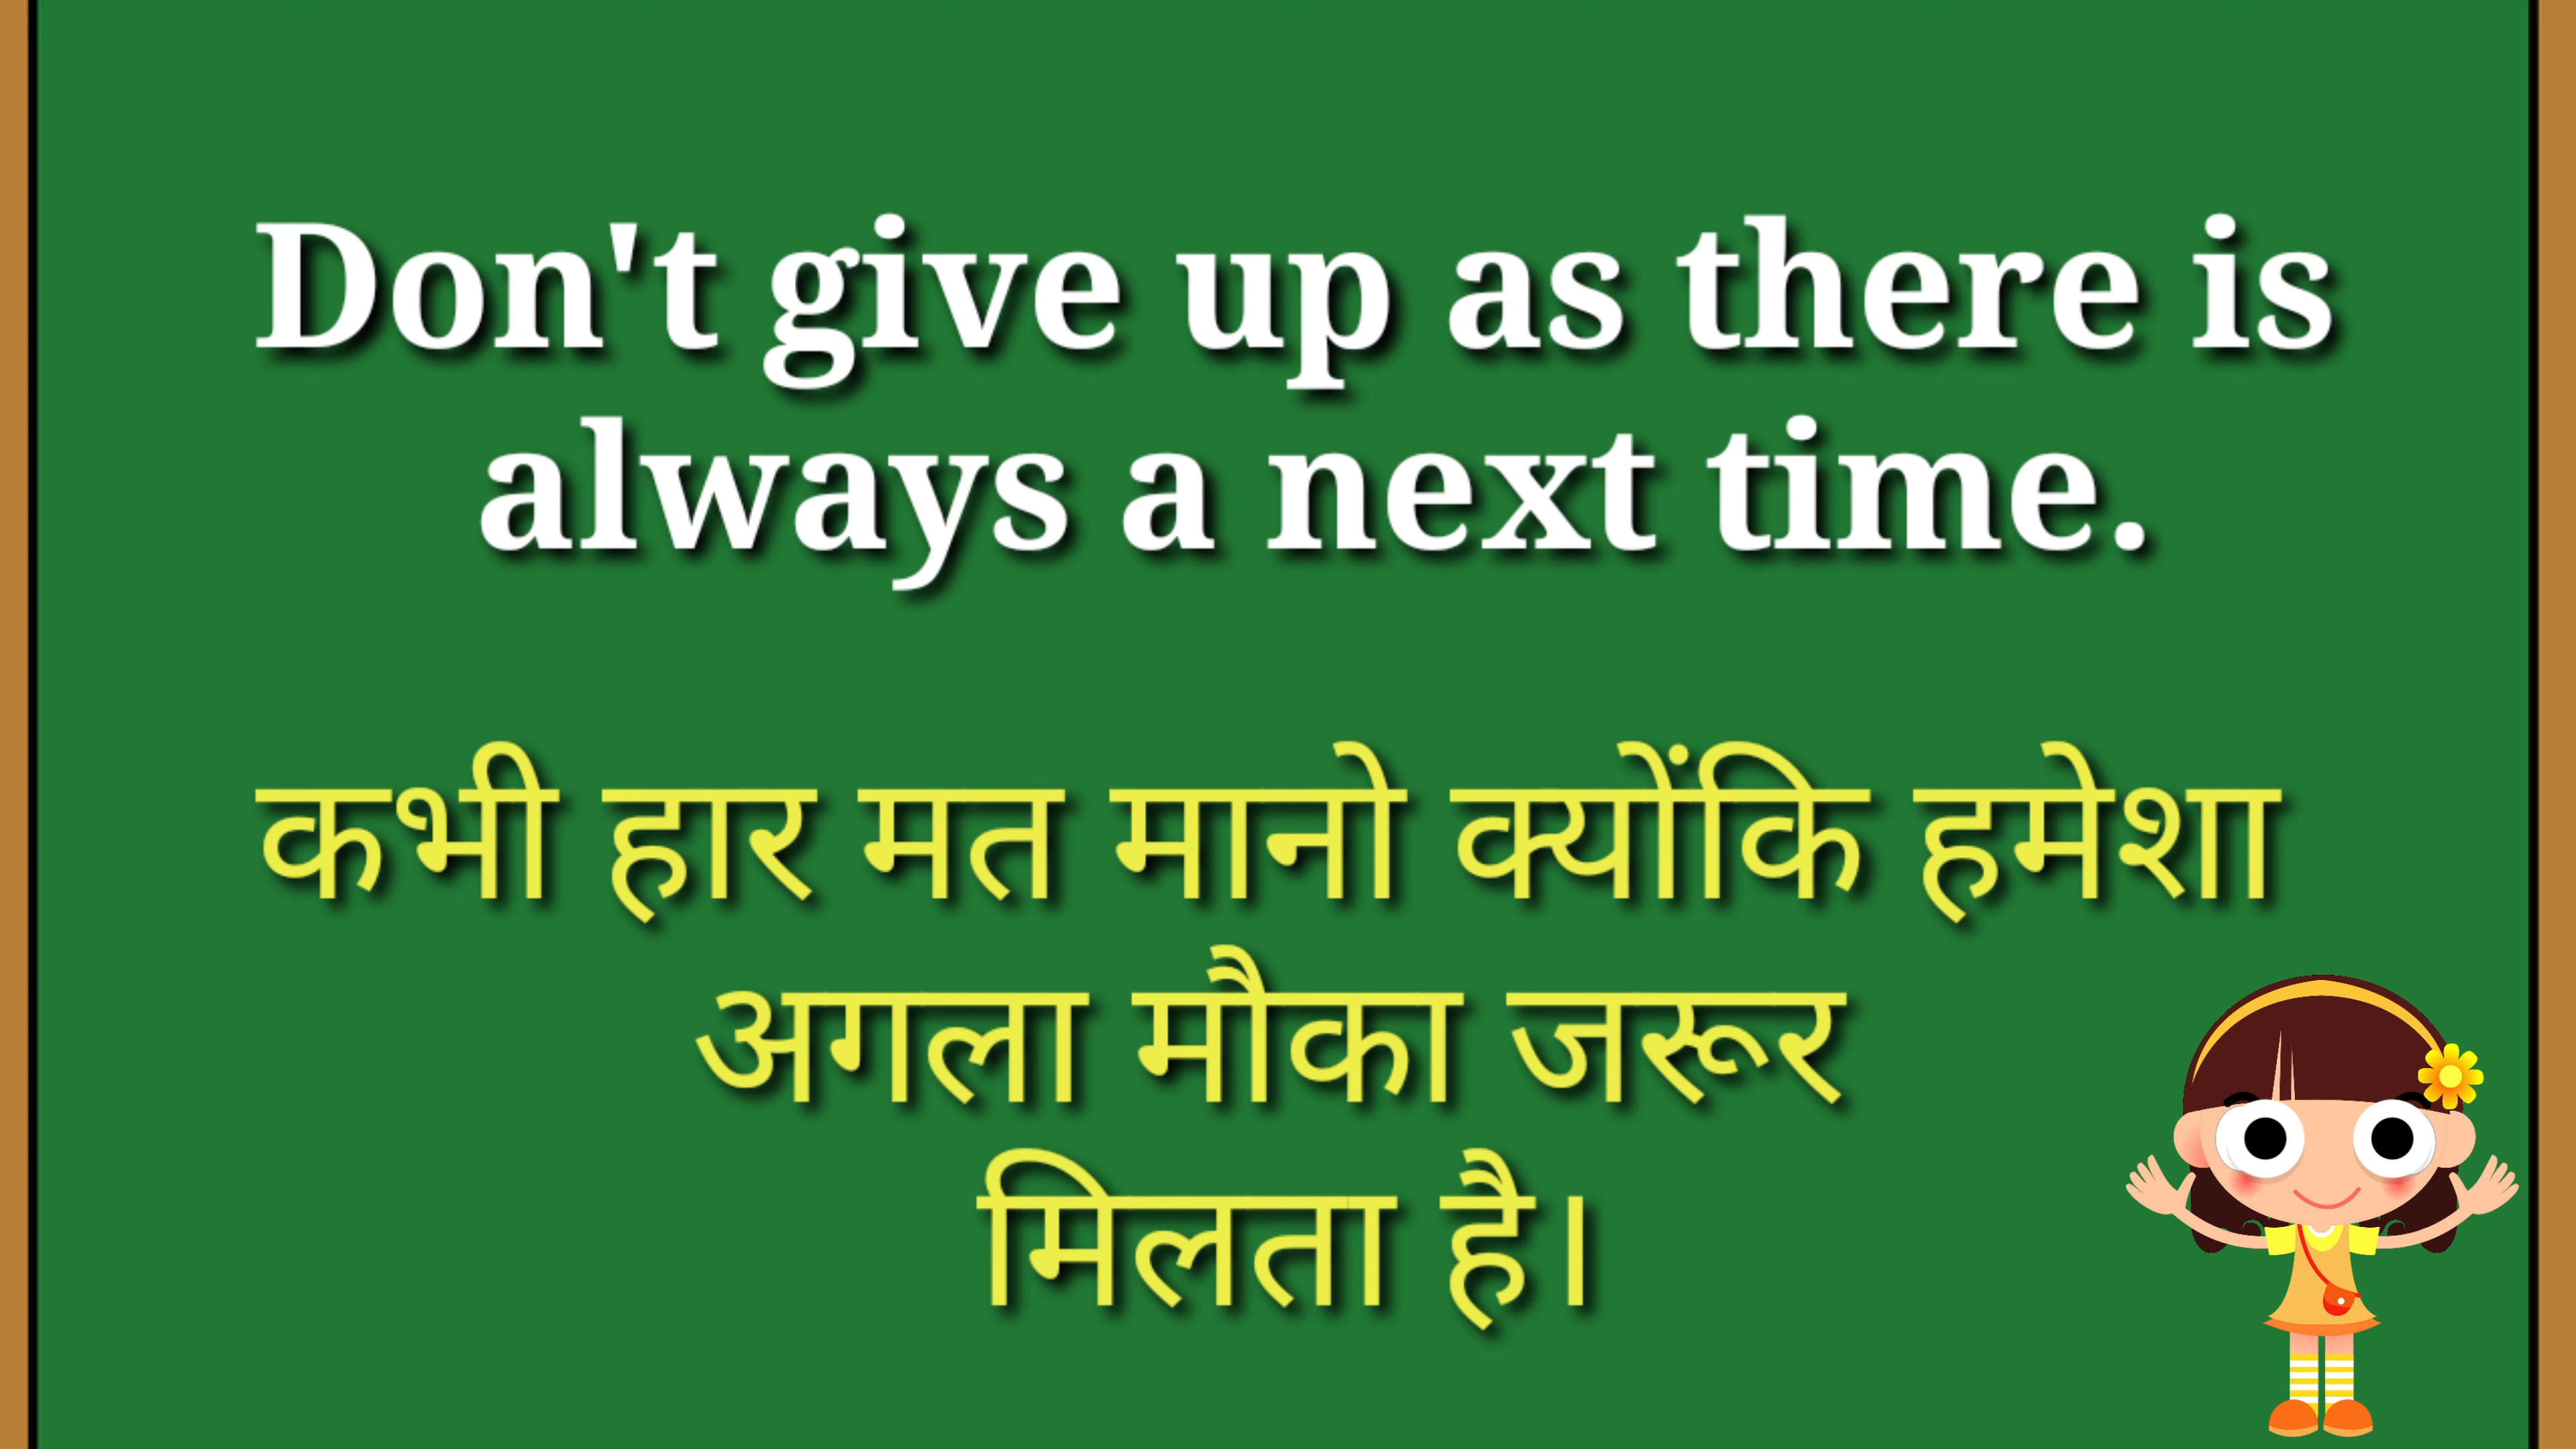 Don't give up as there is
always a next time.
कभी हार मत मानो क्योंकि हमेशा
अगला मौका जरूर
मिलता है।